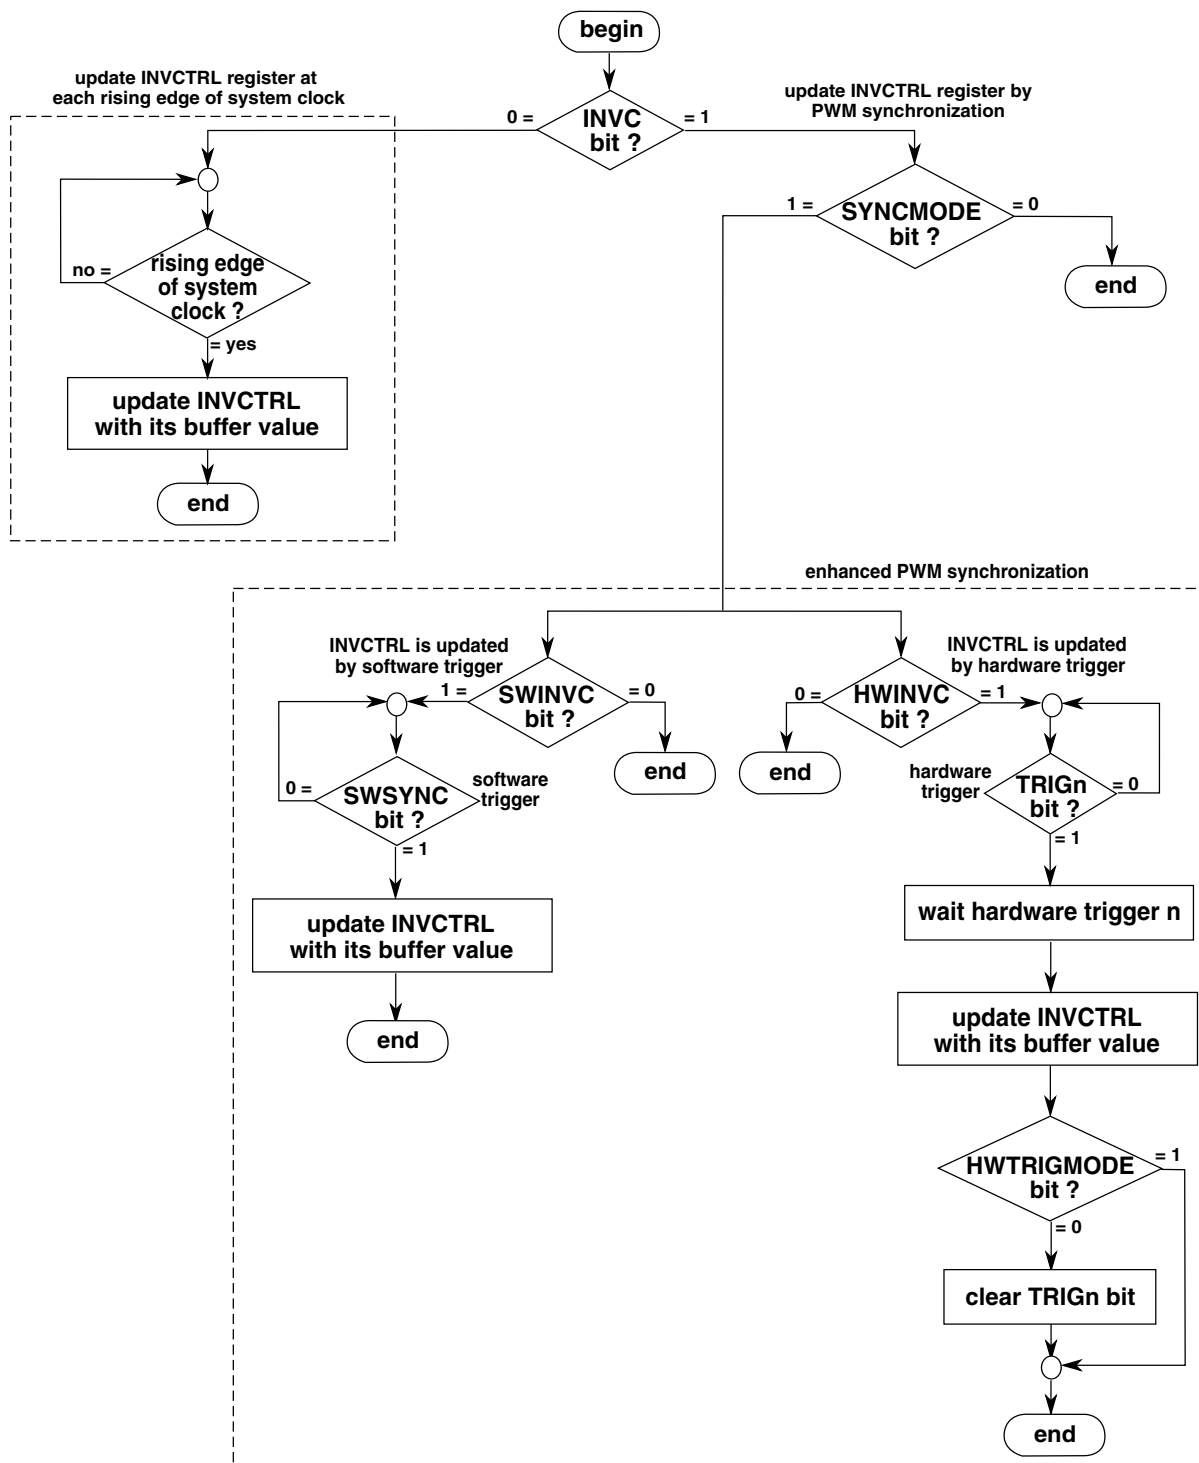 begin
update INVCTRL register at
each rising edge of system clock
update INVCTRL register by
PWM synchronization
0 =
INVC
bit ?
= 1
1 =
SYNCMODE
bit ?
= 0
end
no =
rising edge
of system
clock ?
= yes
update INVCTRL
with its buffer value
end
enhanced PWM synchronization
INVCTRL is updated
by software trigger
INVCTRL is updated
by hardware trigger
1 =
SWINVC
bit ?
= 0
end
0 =
HWINVC
bit ?
= 1
end
0 =
SWSYNC
bit ?
software
trigger
= 1
update INVCTRL
with its buffer value
end
hardware
trigger
TRIGn
bit ?
= 0
= 1
wait hardware trigger n
update INVCTRL
with its buffer value
HWTRIGMODE
bit ?
= 1
= 0
clear TRIGn bit
end